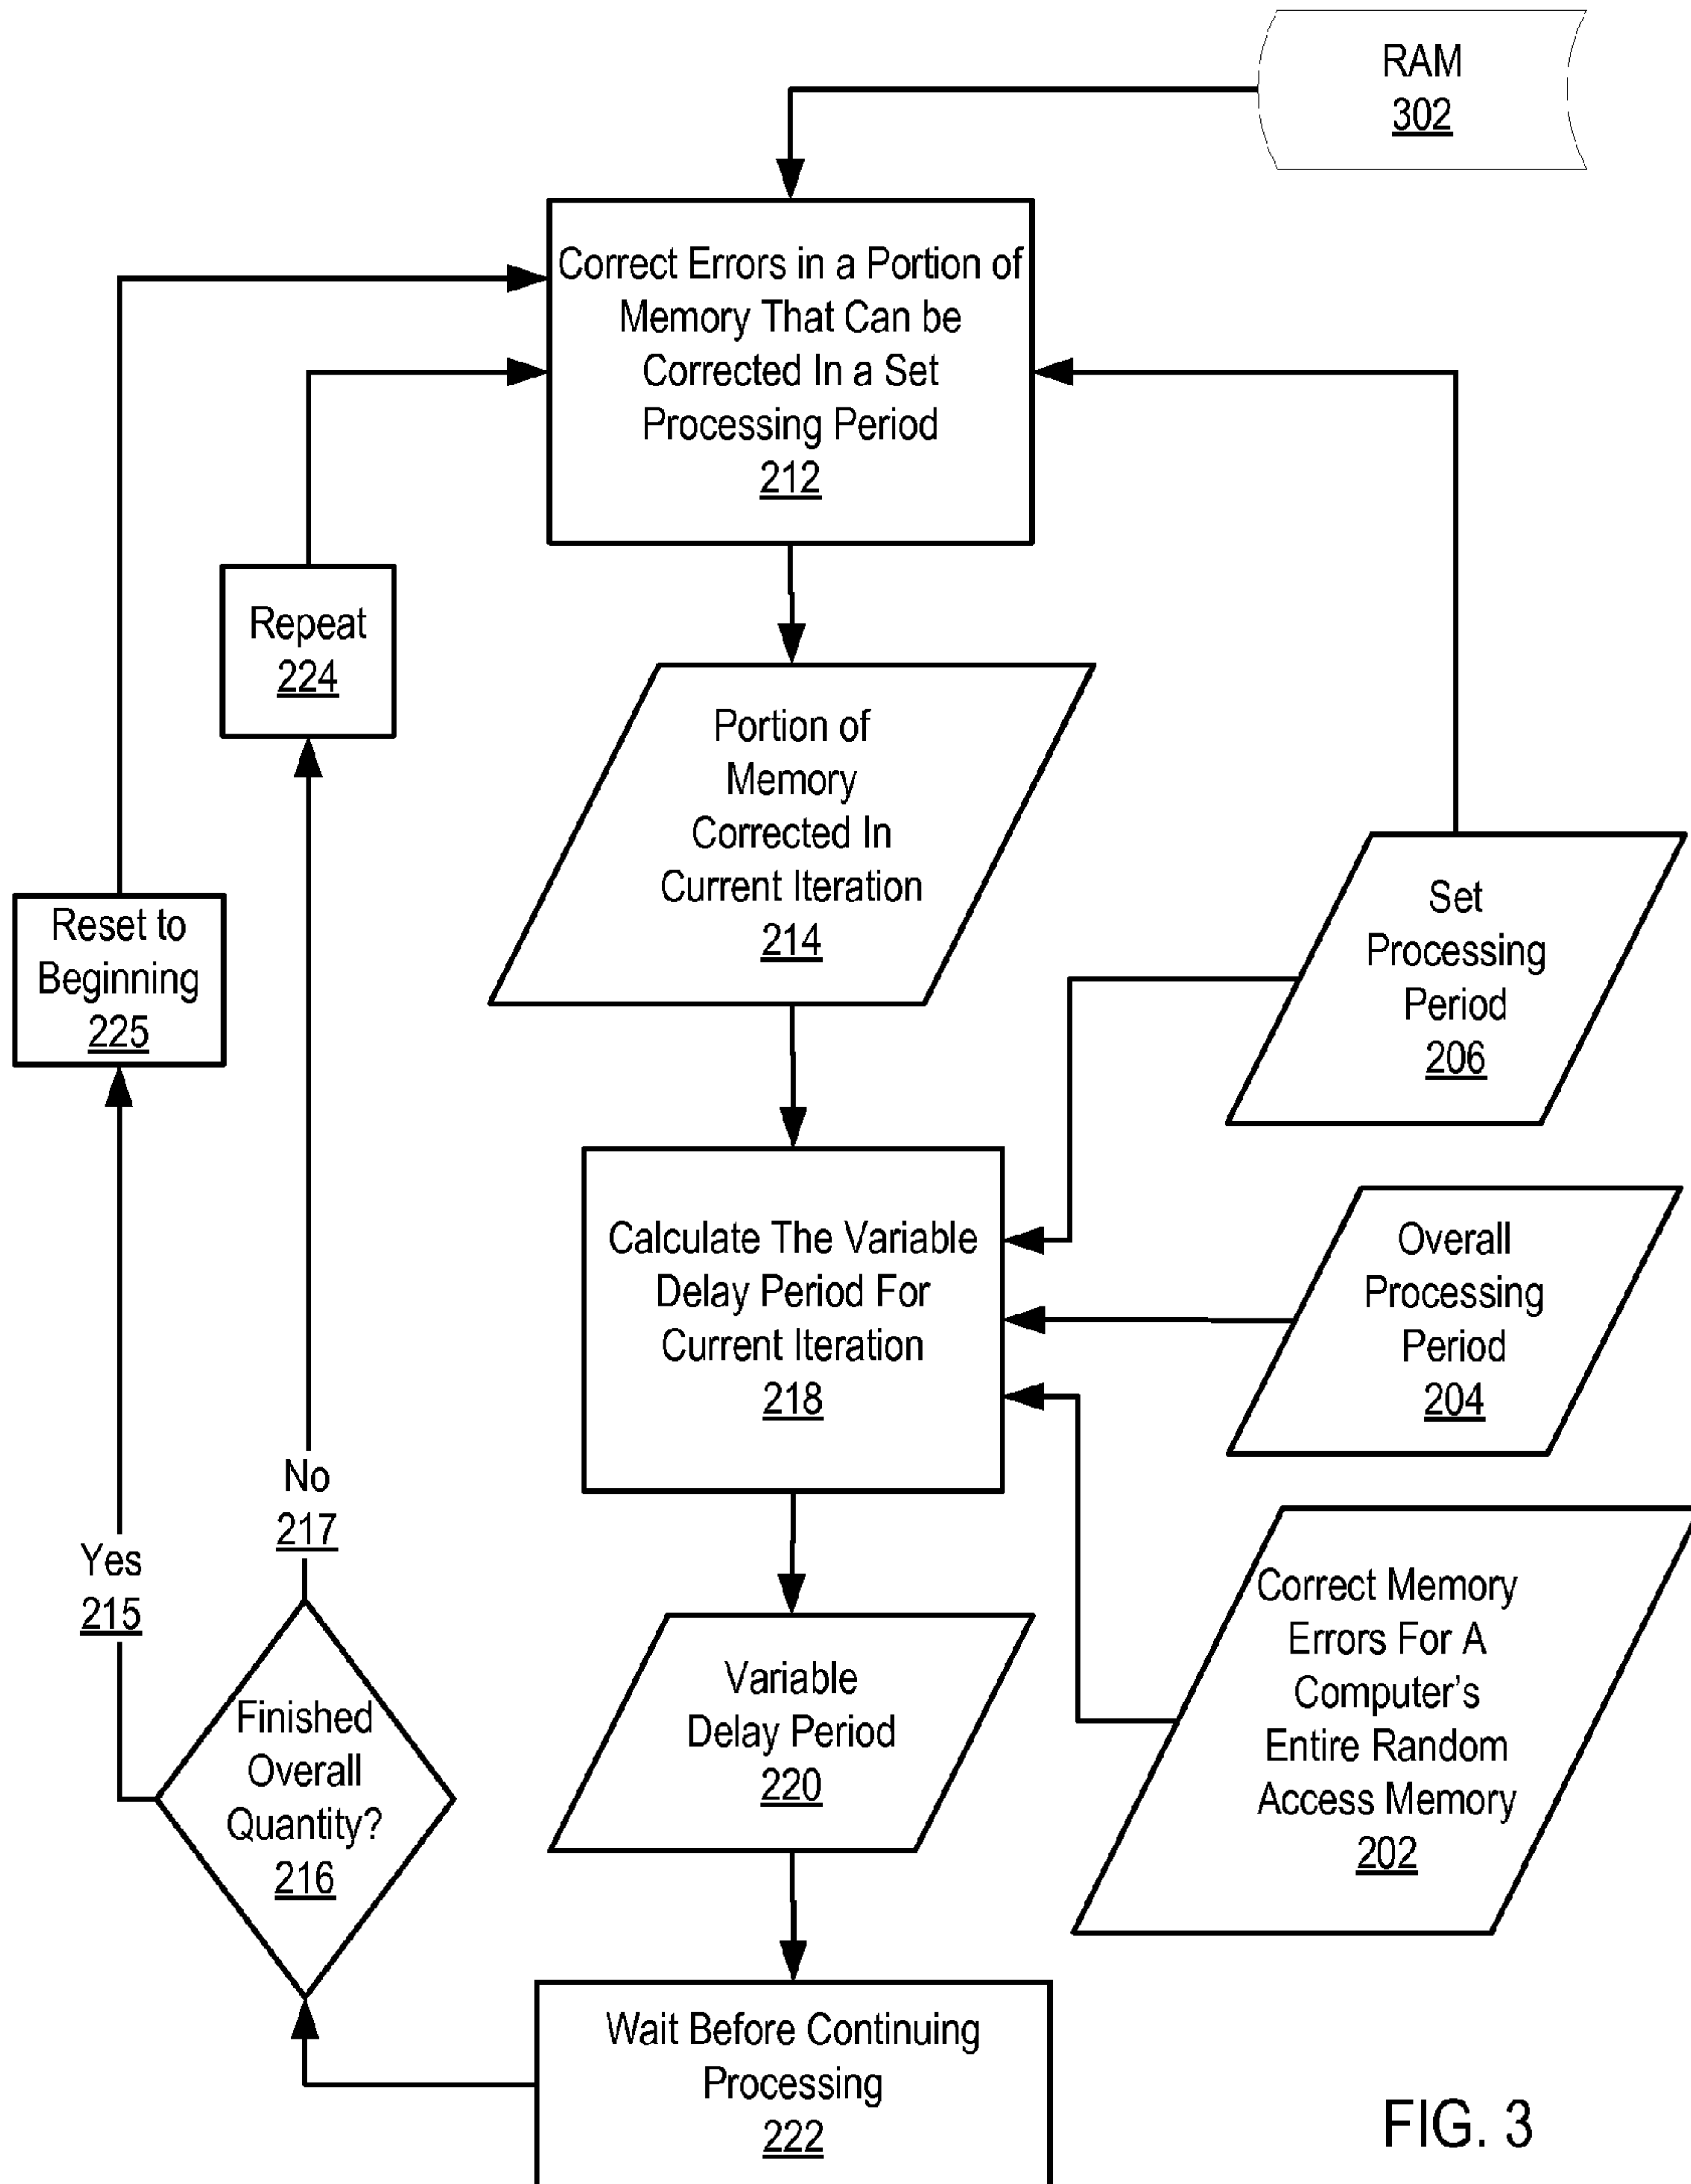 RAM
302
Correct Errors in a Portion of
Memory That Can be
Corrected In a Set
Processing Period
212
Repeat
224
Portion of
Memory
Corrected In
Current Iteration
214
Set
Processing
Period
206
Reset to
Beginning
225
Calculate The Variable
Delay Period For
Current Iteration
218
Overall
Processing
Period
204
No
217
Yes
215
Correct Memory
Errors For A
Computer's
Entire Random
Access Memory
202
Variable
Delay Period
220
Finished
Overall
Quantity?
216
Wait Before Continuing
Processing
222
FIG. 3